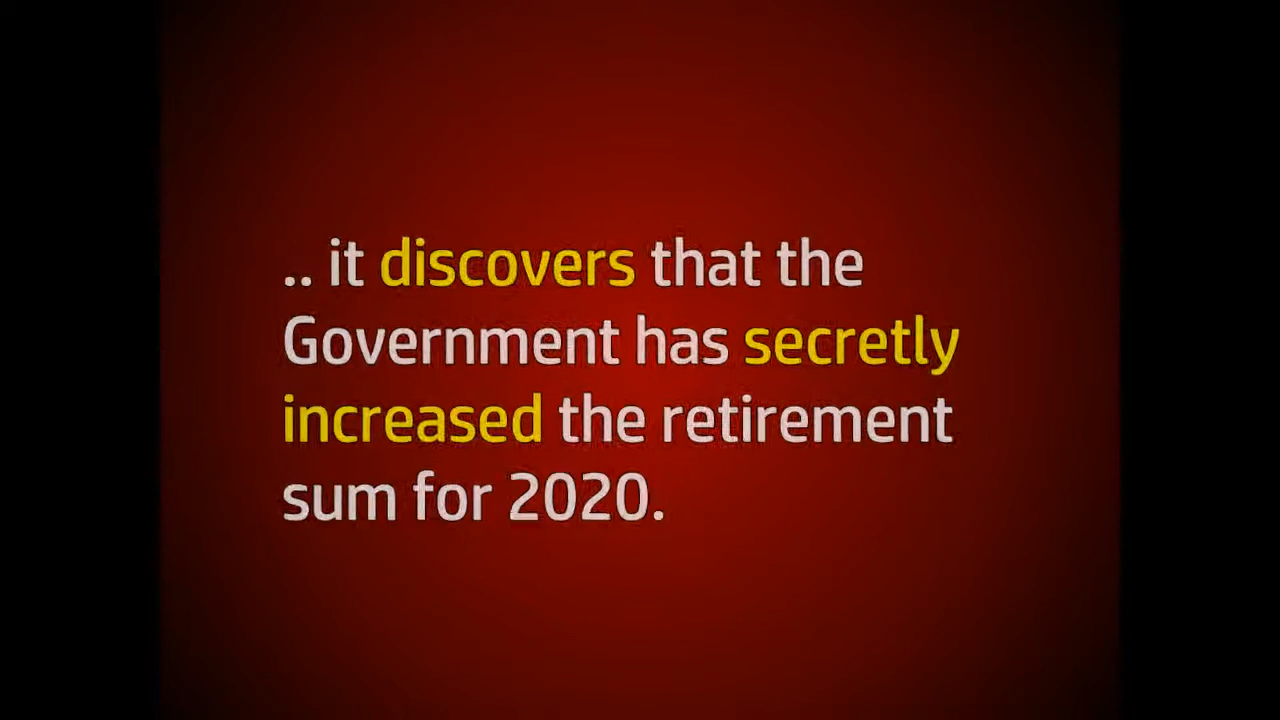 .. it discovers that the
Government has secretly
increased the retirement
sum for 2020.